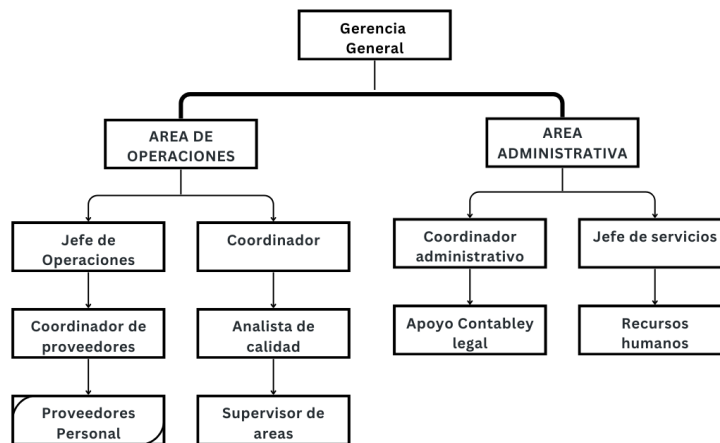 Gerencia
General
AREA DE
OPERACIONES
AREA
ADMINISTRATIVA
Jefe de
Operaciones
Coordinador
Coordinador
administrativo
Jefe de servicios
Coordinador de
proveedores
Analista de
calidad
Apoyo Contabley
legal
Recursos
humanos
Proveedores
Personal
Supervisor de
areas